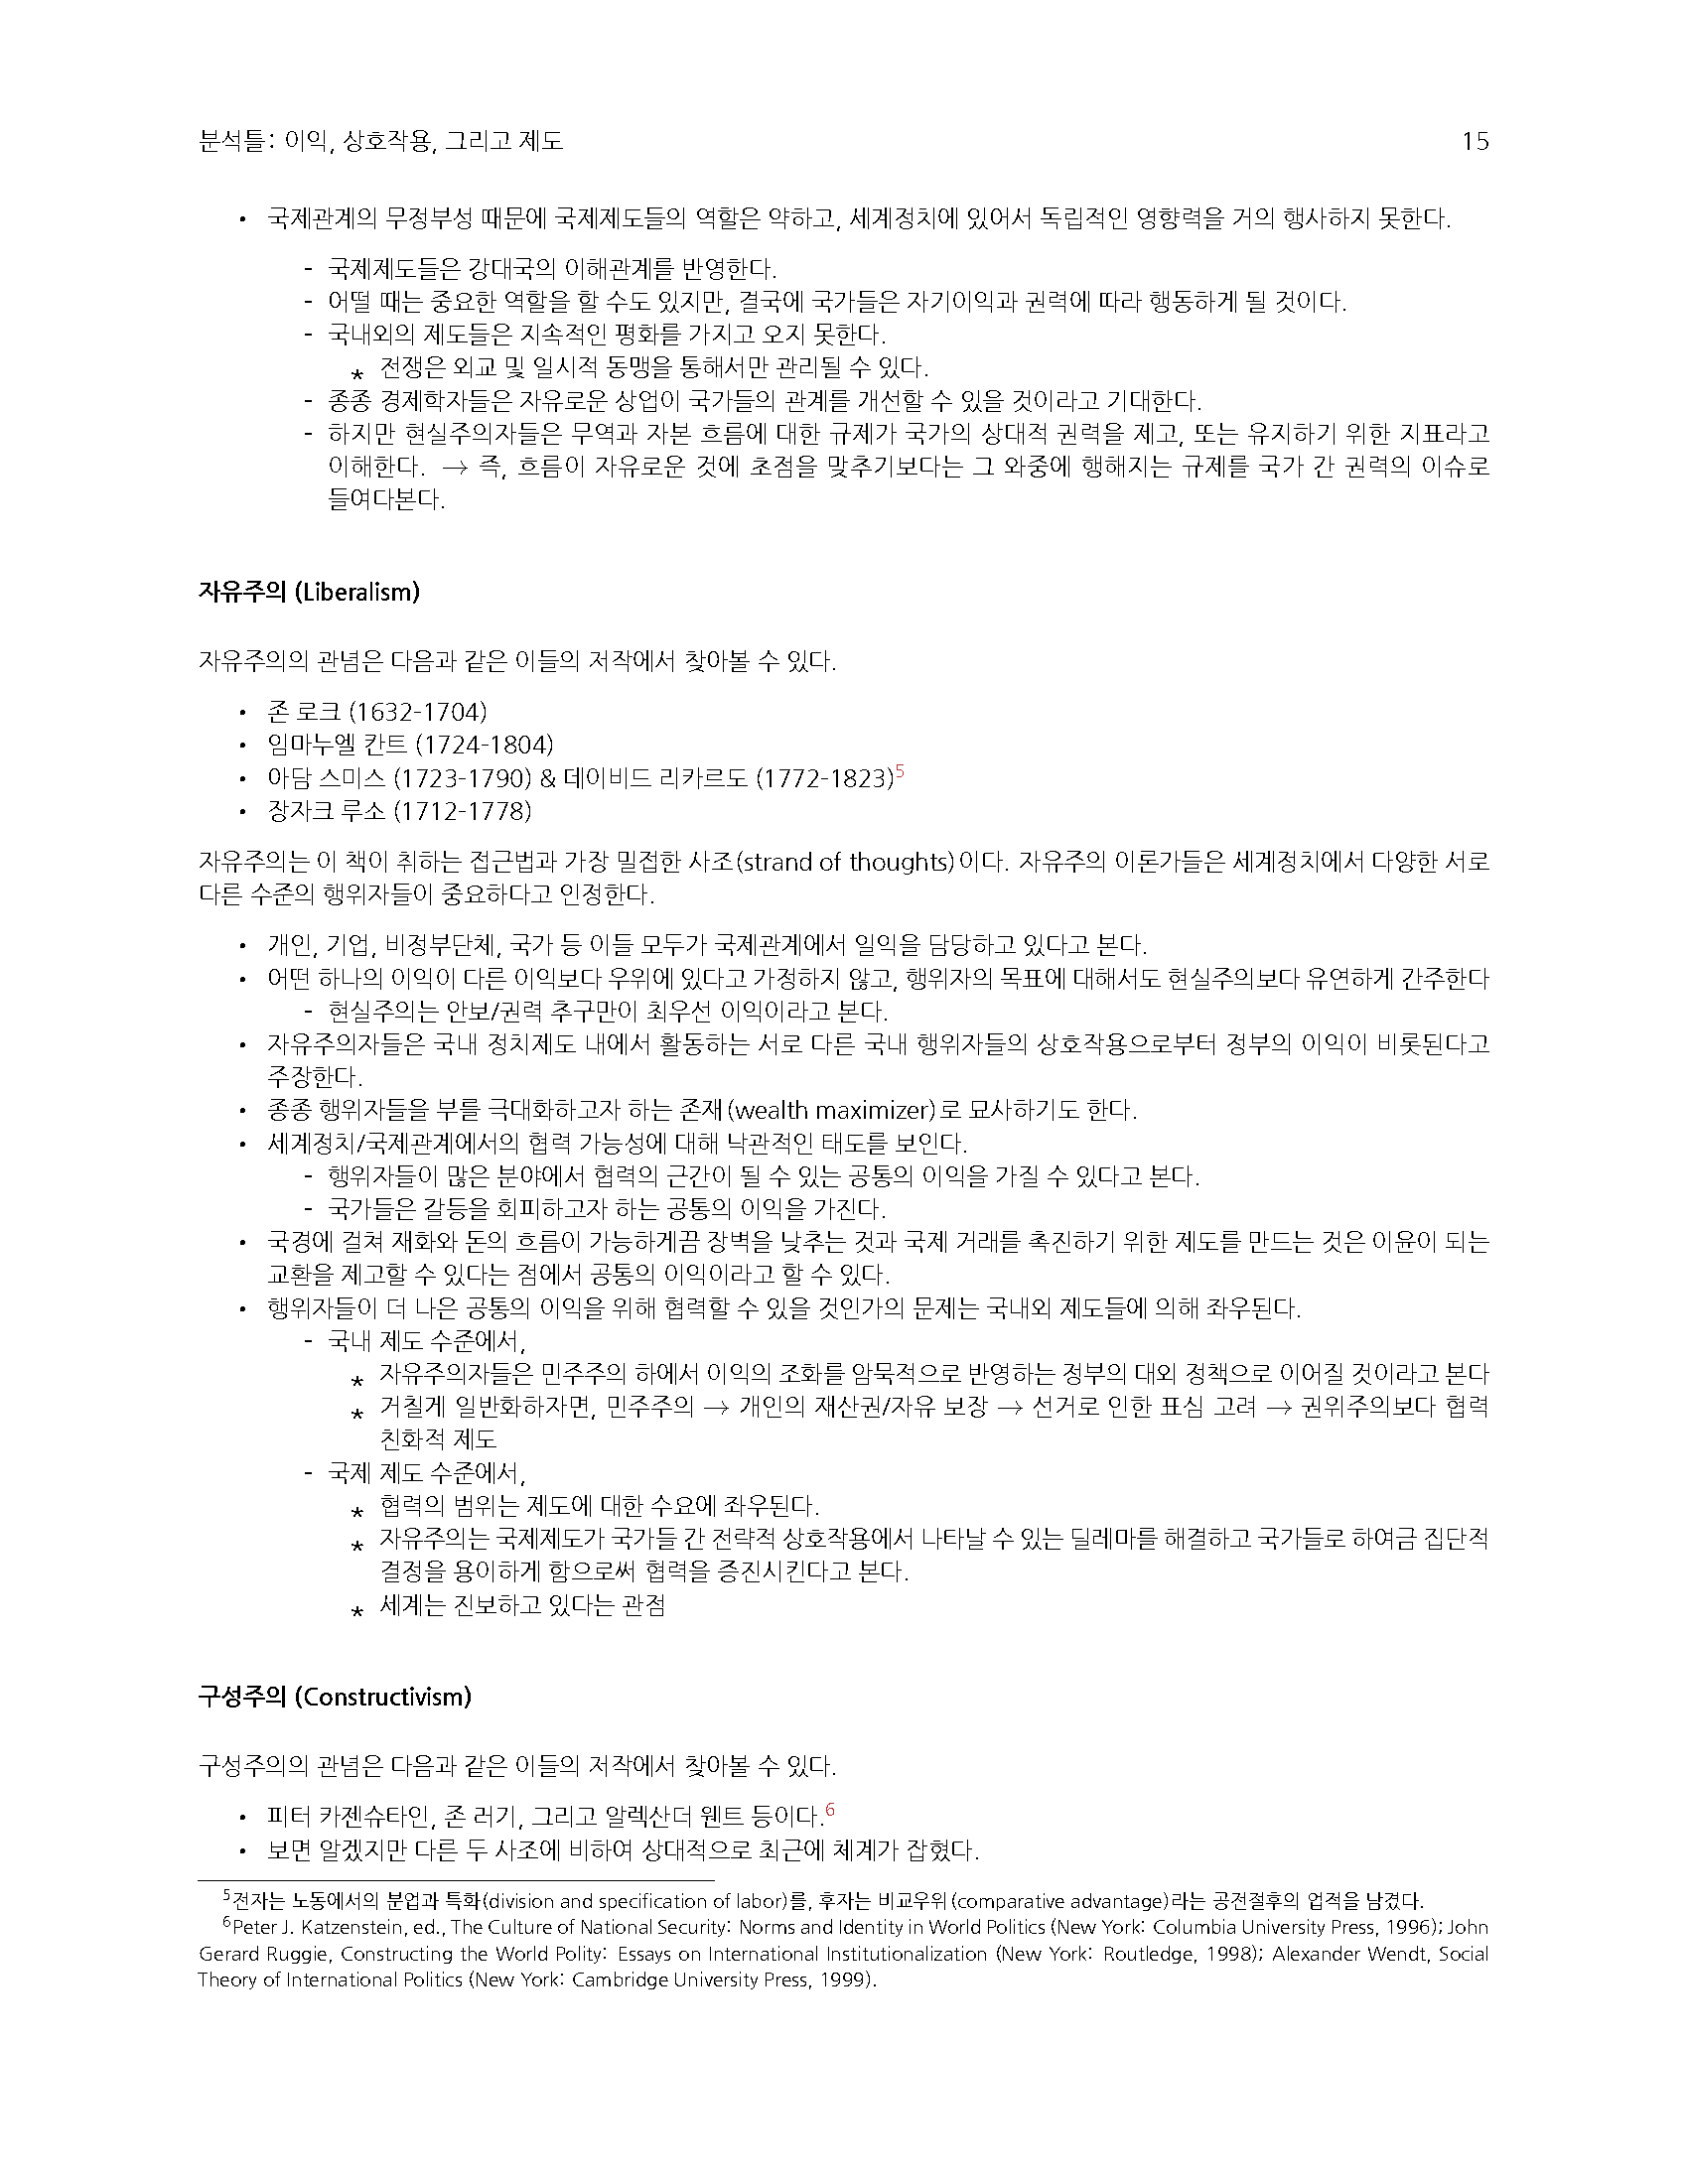 분석틀: 이익, 상호작용, 그리고 제도 15
• 국제관계의 무정부성 때문에 국제제도들의 역할은 약하고, 세계정치에 있어서 독립적인 영향력을 거의 행사하지 못한다.
- 국제제도들은 강대국의 이해관계를 반영한다.
- 어떨 때는 중요한 역할을 할 수도 있지만, 결국에 국가들은 자기이익과 권력에 따라 행동하게 될 것이다.
- 국내외의 제도들은 지속적인 평화를 가지고 오지 못한다.
* 전쟁은 외교 및 일시적 동맹을 통해서만 관리될 수 있다.
- 종종 경제학자들은 자유로운 상업이 국가들의 관계를 개선할 수 있을 것이라고 기대한다.
- 하지만 현실주의자들은 무역과 자본 흐름에 대한 규제가 국가의 상대적 권력을 제고, 또는 유지하기 위한 지표라고
이해한다. → 즉, 흐름이 자유로운 것에 초점을 맞추기보다는 그 와중에 행해지는 규제를 국가 간 권력의 이슈로
들여다본다.
자유주의 (Liberalism)
자유주의의 관념은 다음과 같은 이들의 저작에서 찾아볼 수 있다.
• 존 로크 (1632-1704)
• 임마누엘 칸트 (1724-1804)
• 아담 스미스 (1723-1790) & 데이비드 리카르도 (1772-1823)5
• 장자크 루소 (1712-1778)
자유주의는 이 책이 취하는 접근법과 가장 밀접한 사조(strand of thoughts)이다. 자유주의 이론가들은 세계정치에서 다양한 서로
다른 수준의 행위자들이 중요하다고 인정한다.
• 개인, 기업, 비정부단체, 국가 등 이들 모두가 국제관계에서 일익을 담당하고 있다고 본다.
• 어떤 하나의 이익이 다른 이익보다 우위에 있다고 가정하지 않고, 행위자의 목표에 대해서도 현실주의보다 유연하게 간주한다
- 현실주의는 안보/권력 추구만이 최우선 이익이라고 본다.
• 자유주의자들은 국내 정치제도 내에서 활동하는 서로 다른 국내 행위자들의 상호작용으로부터 정부의 이익이 비롯된다고
주장한다.
• 종종 행위자들을 부를 극대화하고자 하는 존재(wealth maximizer)로 묘사하기도 한다.
• 세계정치/국제관계에서의 협력 가능성에 대해 낙관적인 태도를 보인다.
- 행위자들이 많은 분야에서 협력의 근간이 될 수 있는 공통의 이익을 가질 수 있다고 본다.
- 국가들은 갈등을 회피하고자 하는 공통의 이익을 가진다.
• 국경에 걸쳐 재화와 돈의 흐름이 가능하게끔 장벽을 낮추는 것과 국제 거래를 촉진하기 위한 제도를 만드는 것은 이윤이 되는
교환을 제고할 수 있다는 점에서 공통의 이익이라고 할 수 있다.
• 행위자들이 더 나은 공통의 이익을 위해 협력할 수 있을 것인가의 문제는 국내외 제도들에 의해 좌우된다.
- 국내 제도 수준에서,
* 자유주의자들은 민주주의 하에서 이익의 조화를 암묵적으로 반영하는 정부의 대외 정책으로 이어질 것이라고 본다
* 거칠게 일반화하자면, 민주주의 → 개인의 재산권/자유 보장 → 선거로 인한 표심 고려 → 권위주의보다 협력
친화적 제도
- 국제 제도 수준에서,
* 협력의 범위는 제도에 대한 수요에 좌우된다.
* 자유주의는 국제제도가 국가들 간 전략적 상호작용에서 나타날 수 있는 딜레마를 해결하고 국가들로 하여금 집단적
결정을 용이하게 함으로써 협력을 증진시킨다고 본다.
* 세계는 진보하고 있다는 관점
구성주의 (Constructivism)
구성주의의 관념은 다음과 같은 이들의 저작에서 찾아볼 수 있다.
• 피터 카젠슈타인, 존 러기, 그리고 알렉산더 웬트 등이다.6
• 보면 알겠지만 다른 두 사조에 비하여 상대적으로 최근에 체계가 잡혔다.
5전자는 노동에서의 분업과 특화(division and specification of labor)를, 후자는 비교우위(comparative advantage)라는 공전절후의 업적을 남겼다.
6Peter J. Katzenstein, ed., The Culture of National Security: Norms and Identity in World Politics (New York: Columbia University Press, 1996); John
Gerard Ruggie, Constructing the World Polity: Essays on International Institutionalization (New York: Routledge, 1998); Alexander Wendt, Social
Theory of International Politics (New York: Cambridge University Press, 1999).